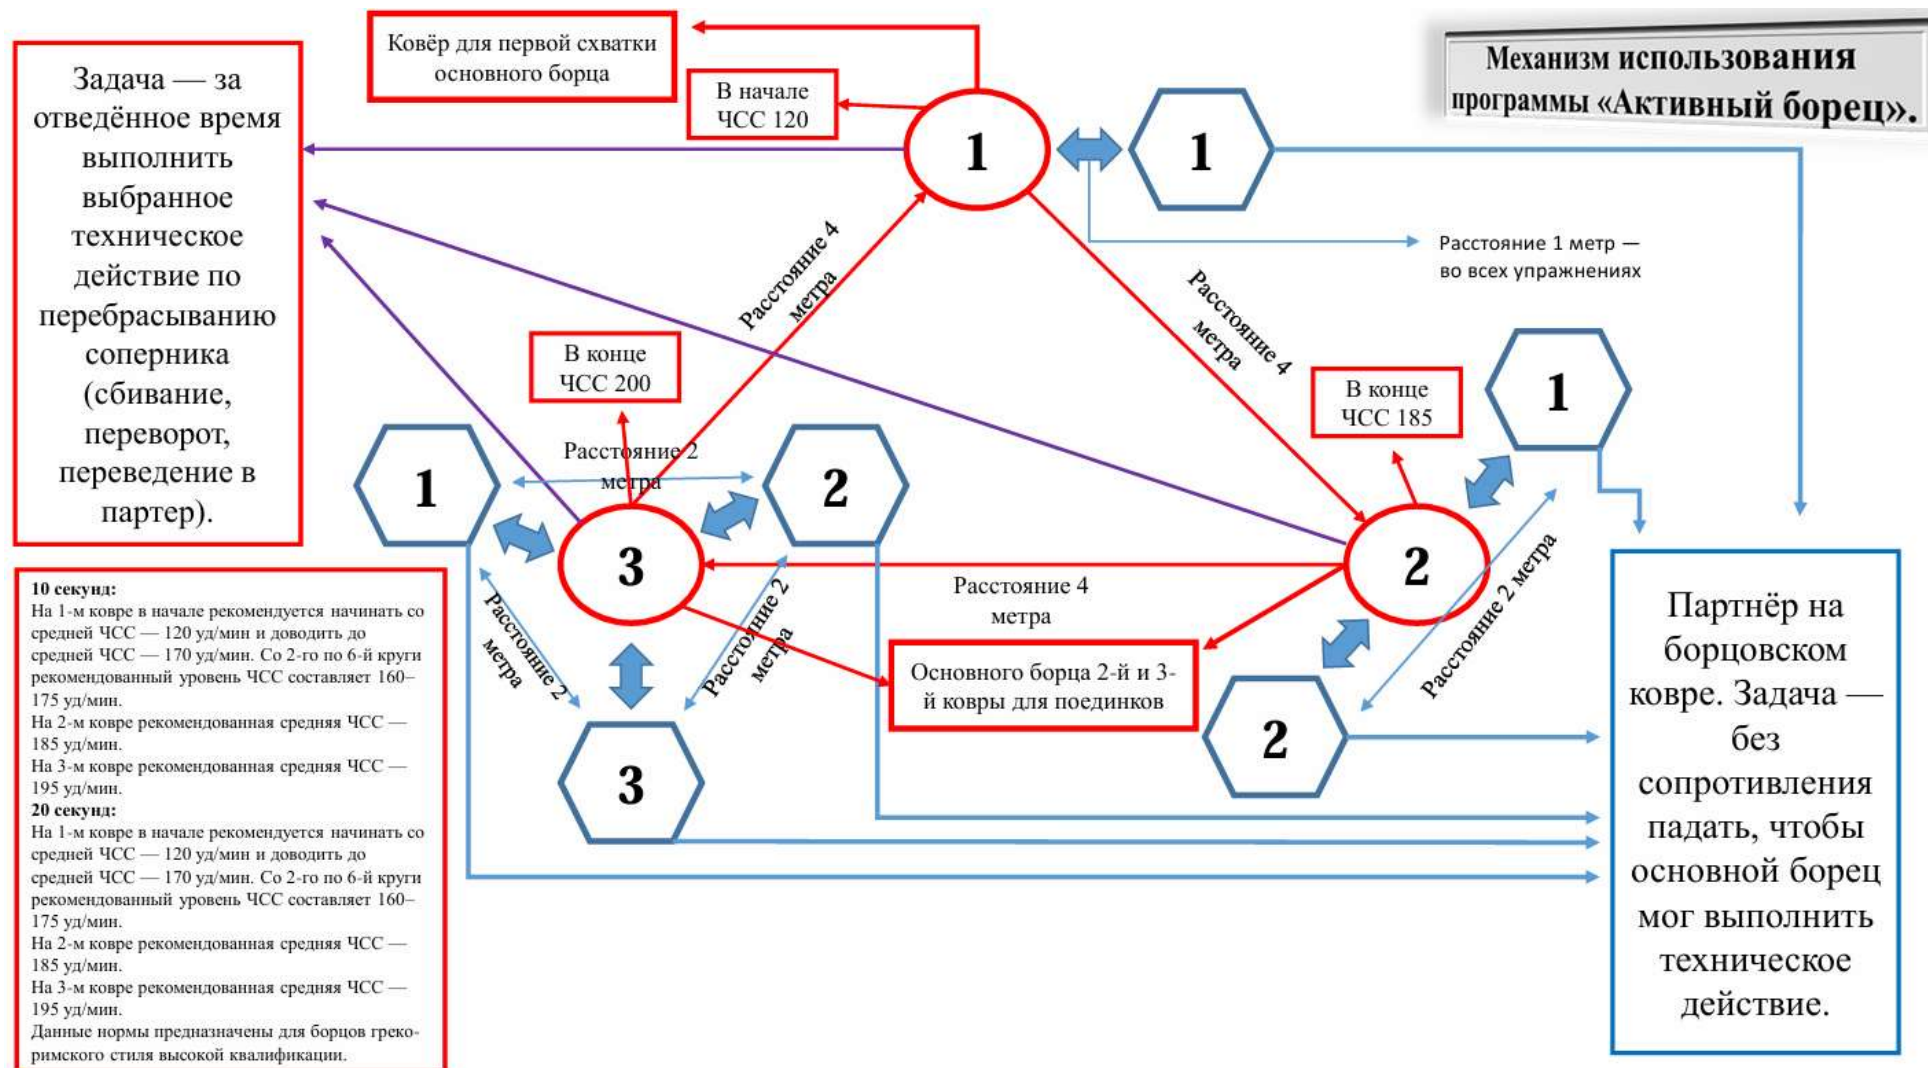 Механизм использования
программы «Активный борец».
Ковёр для первой схватки
основного борца
В начале
ЧСС 120
Задача — за
отведённое время
выполнить
выбранное
техническое
действие по
перебрасыванию
соперника
(сбивание,
переворот,
переведение в
партер).
1
1
Расстояние 1 метр —
во всех упражнениях
Расстояние 4
метра
Расстояние 4
метра
В конце
ЧСС 200
В конце
ЧСС 185
1
Расстояние 2
метра
1
2
3
2
Расстояние 4
метра
Расстояние 2
метра
Расстояние 2
метра
Расстояние 2 метра
Основного борца 2-й и 3-
й ковры для поединков
3
2
Партнёр на
борцовском
ковре. Задача —
без
сопротивления
падать, чтобы
основной борец
мог выполнить
техническое
действие.
10 секунд:
На 1-м ковре в начале рекомендуется начинать со
средней ЧСС — 120 уд/мин и доводить до
средней ЧСС — 170 уд/мин. Со 2-го по 6-й круги
рекомендованный уровень ЧСС составляет 160–
175 уд/мин.
На 2-м ковре рекомендованная средняя ЧСС —
185 уд/мин.
На 3-м ковре рекомендованная средняя ЧСС —
195 уд/мин.
20 секунд:
На 1-м ковре в начале рекомендуется начинать со
средней ЧСС — 120 уд/мин и доводить до
средней ЧСС — 170 уд/мин. Со 2-го по 6-й круги
рекомендованный уровень ЧСС составляет 160–
175 уд/мин.
На 2-м ковре рекомендованная средняя ЧСС —
185 уд/мин.
На 3-м ковре рекомендованная средняя ЧСС —
195 уд/мин.
Данные нормы предназначены для борцов греко-
римского стиля высокой квалификации.